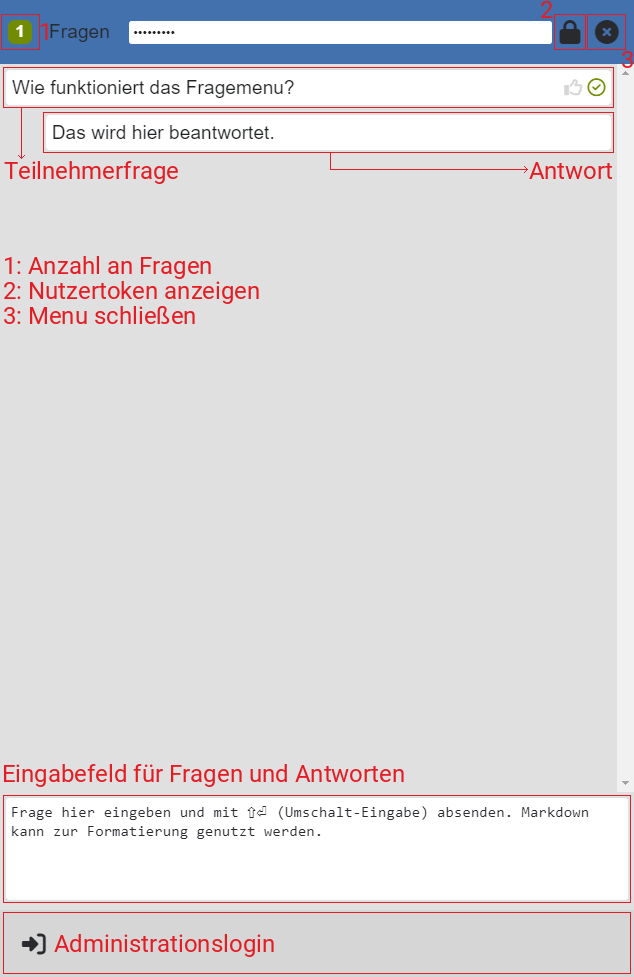 2
1 1 Fragen •••••••••
3
Wie funktioniert das Fragemenu?
Das wird hier beantwortet.
Teilnehmerfrage Antwort
1: Anzahl an Fragen
2: Nutzertoken anzeigen
3: Menu schließen
Eingabefeld für Fragen und Antworten
Frage hier eingeben und mit ⇧⏎ (Umschalt-Eingabe) absenden. Markdown
kann zur Formatierung genutzt werden.
Administrationslogin